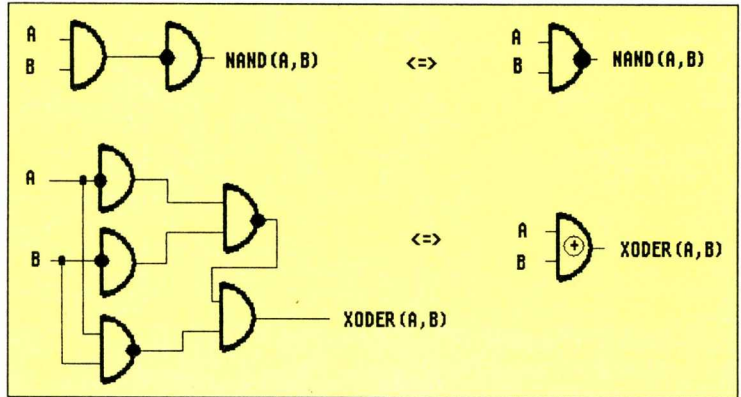 A
B
NAND(A,B)
<=>
A
B
NAND(A,B)
A
B
XODER(A,B)
<=>
A
B
+
XODER(A,B)